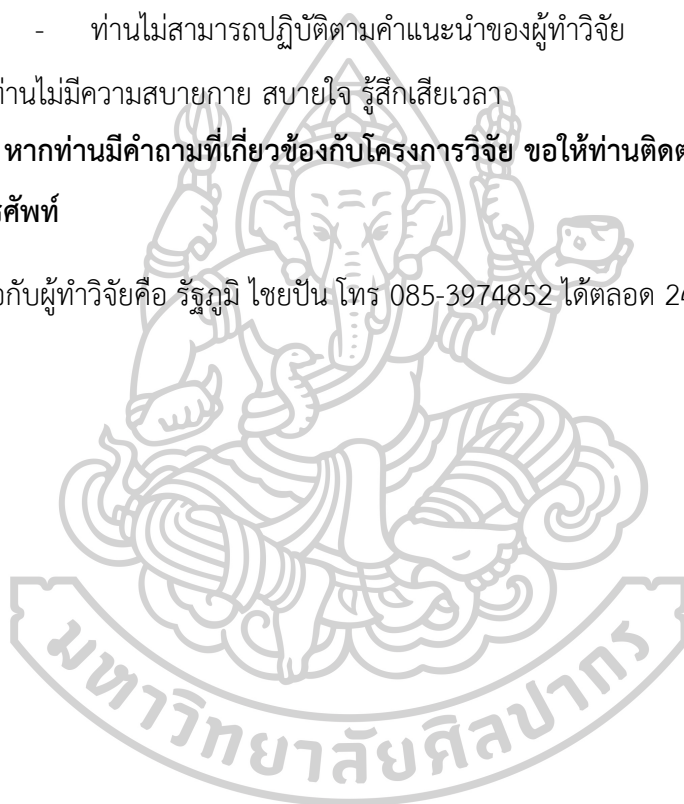 - ท่านไม่สามารถปฏิบัติตามคำแนะนำของผู้ทำวิจัย
ท่านไม่มีความสบายกาย สบายใจ รู้สึกเสียเวลา
หากท่านมีคำถามที่เกี่ยวข้องกับโครงการวิจัย ขอให้ท่านติดต
รศัพท์
อกับผู้ทำวิจัยคือ รัฐภูมิ ไชยปัน โทร 085-3974852 ได้ตลอด 24
มหาวิทยาลัยศิลปากร